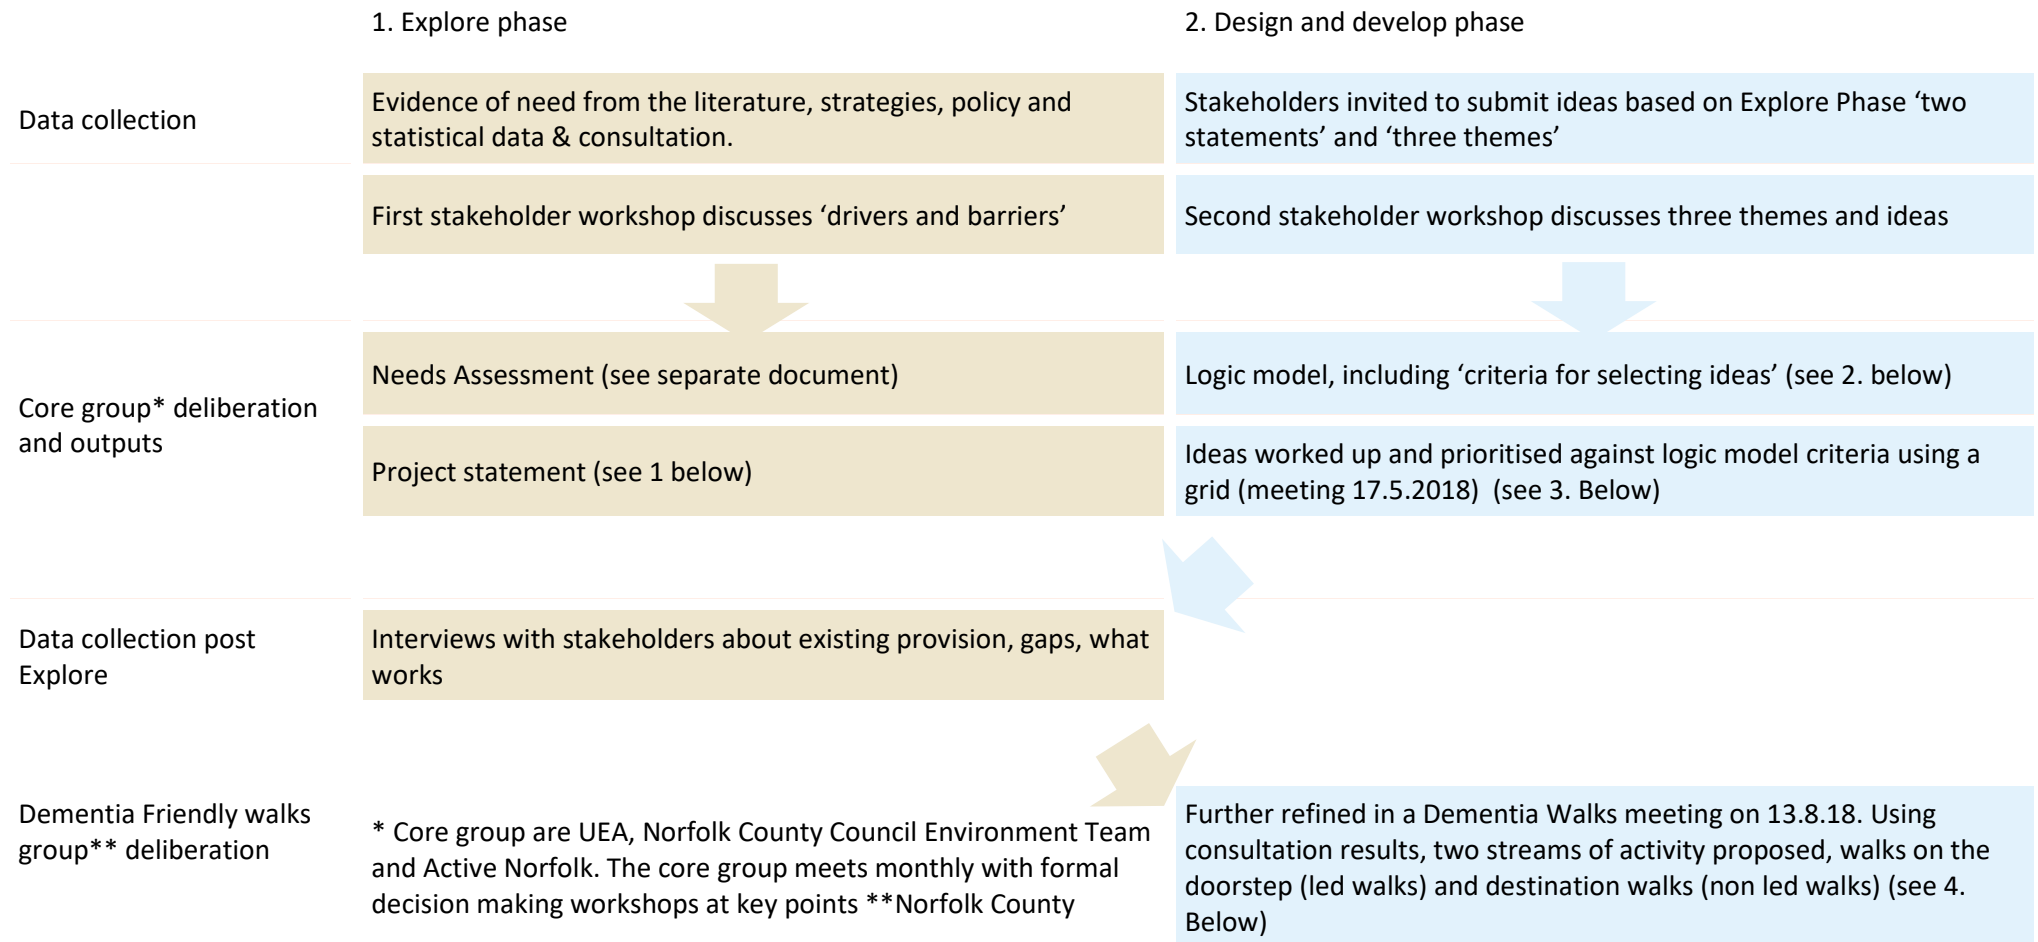 1. Explore phase
2. Design and develop phase
Data collection
Evidence of need from the literature, strategies, policy and
statistical data & consultation.
Stakeholders invited to submit ideas based on Explore Phase ‘two
statements’ and ‘three themes’
First stakeholder workshop discusses ‘drivers and barriers’
Second stakeholder workshop discusses three themes and ideas
Core group* deliberation
and outputs
Needs Assessment (see separate document)
Logic model, including ‘criteria for selecting ideas’ (see 2. below)
Project statement (see 1 below)
Ideas worked up and prioritised against logic model criteria using a
grid (meeting 17.5.2018)  (see 3. Below)
Data collection post
Explore
Interviews with stakeholders about existing provision, gaps, what
works
Dementia Friendly walks
group** deliberation
* Core group are UEA, Norfolk County Council Environment Team
and Active Norfolk. The core group meets monthly with formal
decision making workshops at key points **Norfolk County
Further refined in a Dementia Walks meeting on 13.8.18. Using
consultation results, two streams of activity proposed, walks on the
doorstep (led walks) and destination walks (non led walks) (see 4.
Below)